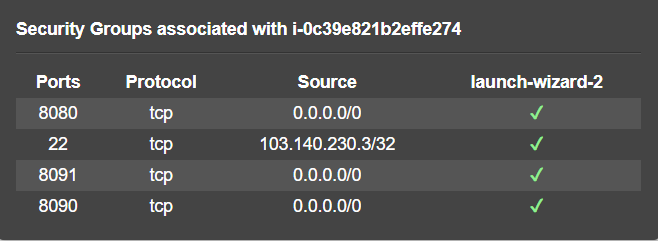 Security Groups associated with i-0c39e821b2effe274
Ports Protocol Source launch-wizard-2
8080 tcp 0.0.0.0/0 ✓
22 tcp 103.140.230.3/32 ✓
8091 tcp 0.0.0.0/0 ✓
8090 tcp 0.0.0.0/0 ✓